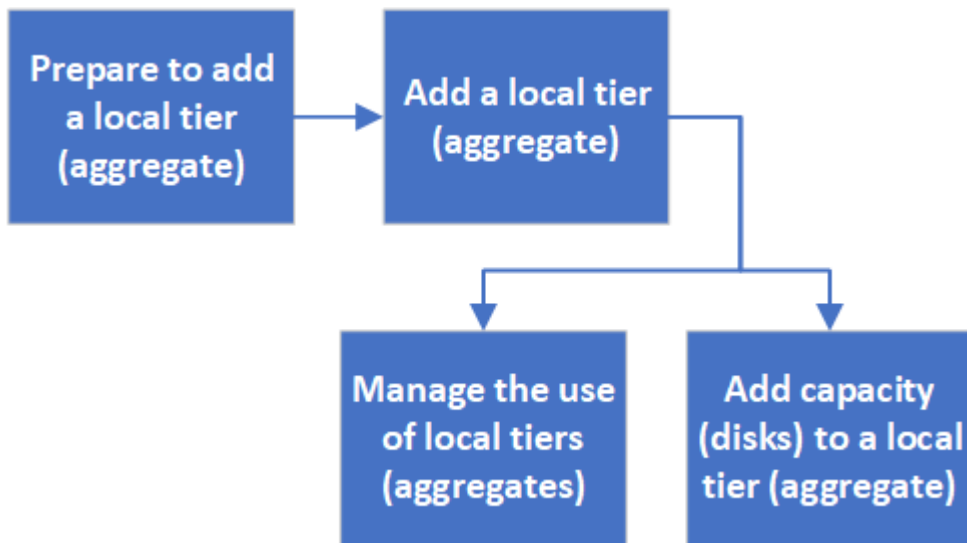 Prepare to add
a local tier
(aggregate)
Add a local tier
(aggregate)
Manage the use
of local tiers
(aggregates)
Add capacity
(disks) to a local
tier (aggregate)